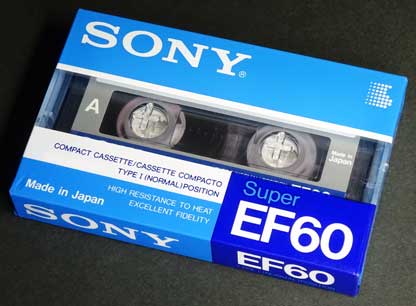 SONY®
A
Made in
Japan
COMPACT CASSETTE/CASSETTE COMPACTO
TYPE I (NORMAL) POSITION
HIGH RESISTANCE TO HEAT
EXCELLENT FIDELITY
Super
EF60
Made in Japan
SONY
EF60